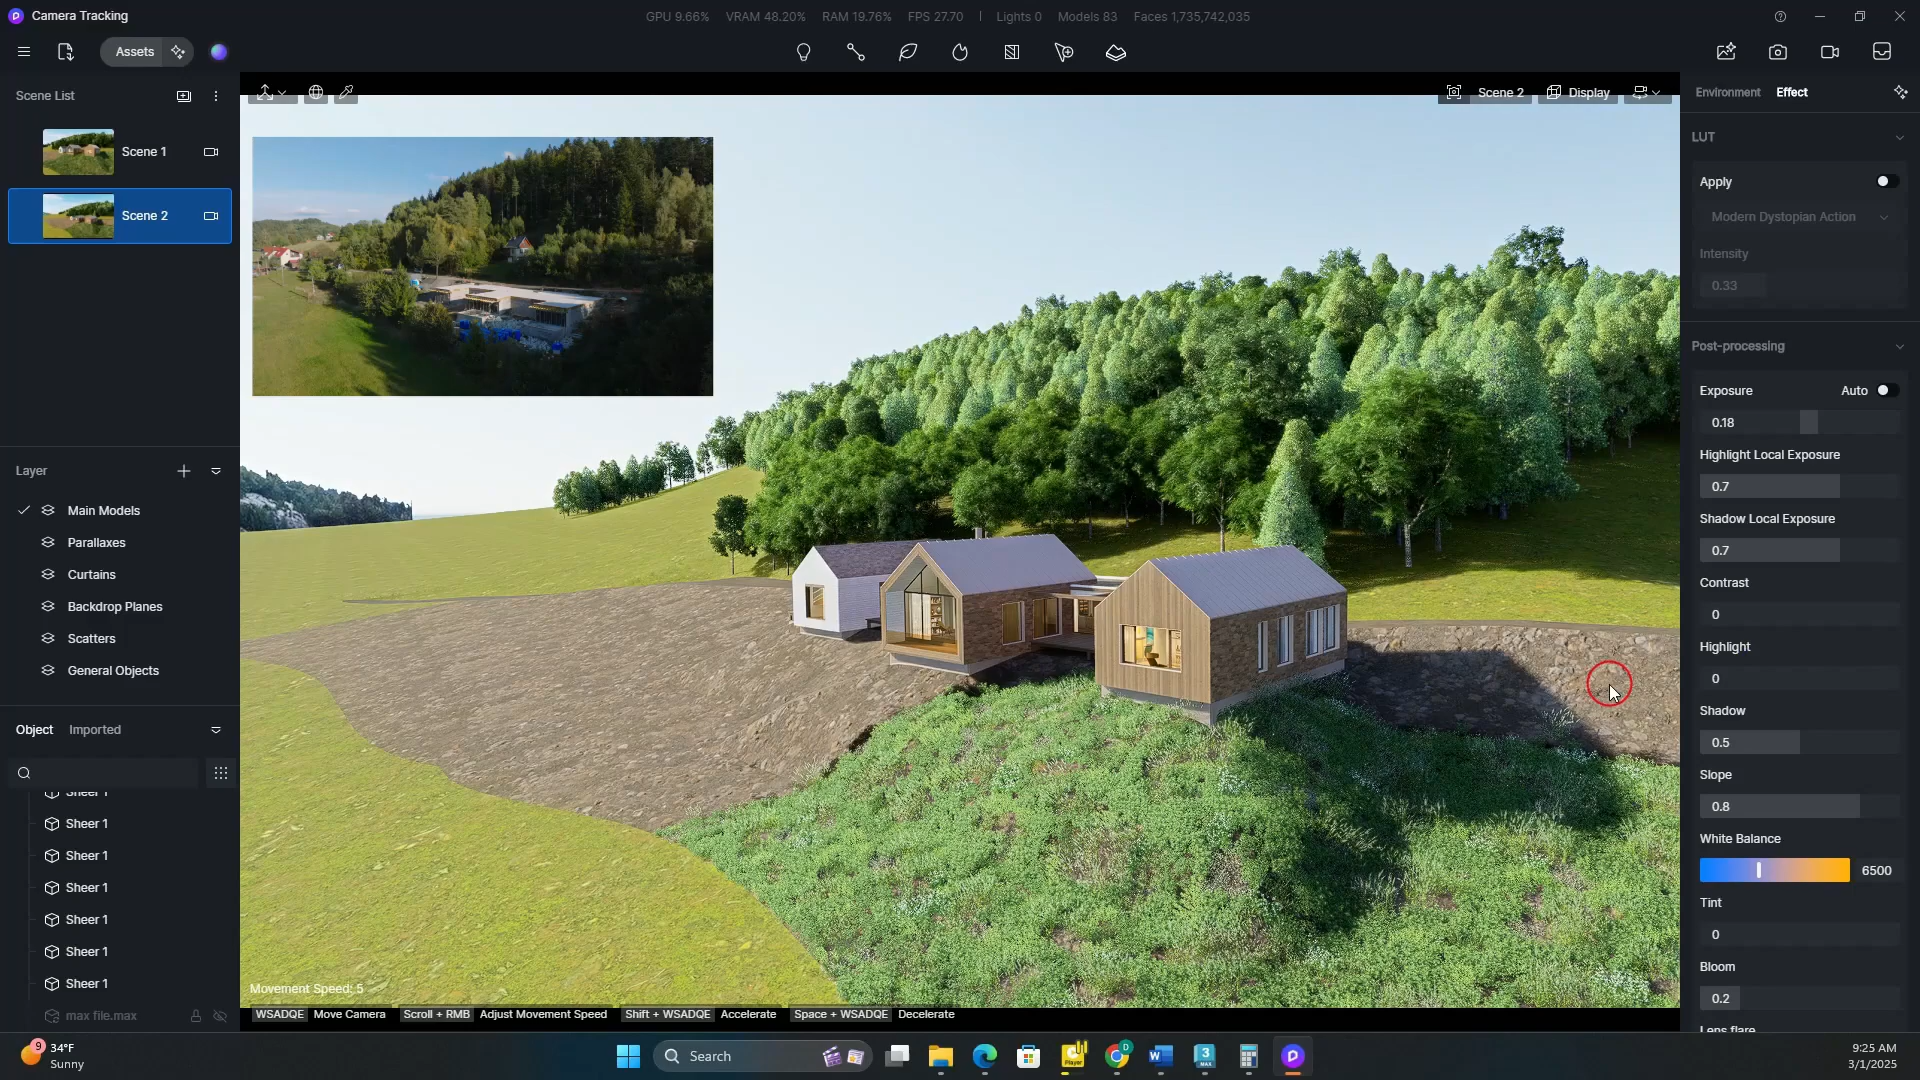 Camera Tracking
GPU 9.66% VRAM 48.20% RAM 19.76% FPS 27.70 | Lights 0 Models 83 Faces 1,735,742,035
Assets
Scene List
Scene 1
Scene 2
Scene 2 Display
Layer
Main Models
Parallaxes
Curtains
Backdrop Planes
Scatters
General Objects
Object Imported
Sheer 1
Sheer 1
Sheer 1
Sheer 1
Sheer 1
Sheer 1
Sheer 1
max file.max
Movement Speed: 5
WSADQE Move Camera Scroll + RMB Adjust Movement Speed Shift + WSADQE Accelerate Space + WSADQE Decelerate
Environment Effect
LUT
Apply
Modern Dystopian Action
Intensity
0.33
Post-processing
Exposure Auto
0.18
Highlight Local Exposure
0.7
Shadow Local Exposure
0.7
Contrast
0
Highlight
0
Shadow
0.5
Slope
0.8
White Balance
6500
Tint
0
Bloom
0.2
Lens flare
9
34°F
Sunny
Search
Player
D
W
3
MAX
9:25 AM
3/1/2025